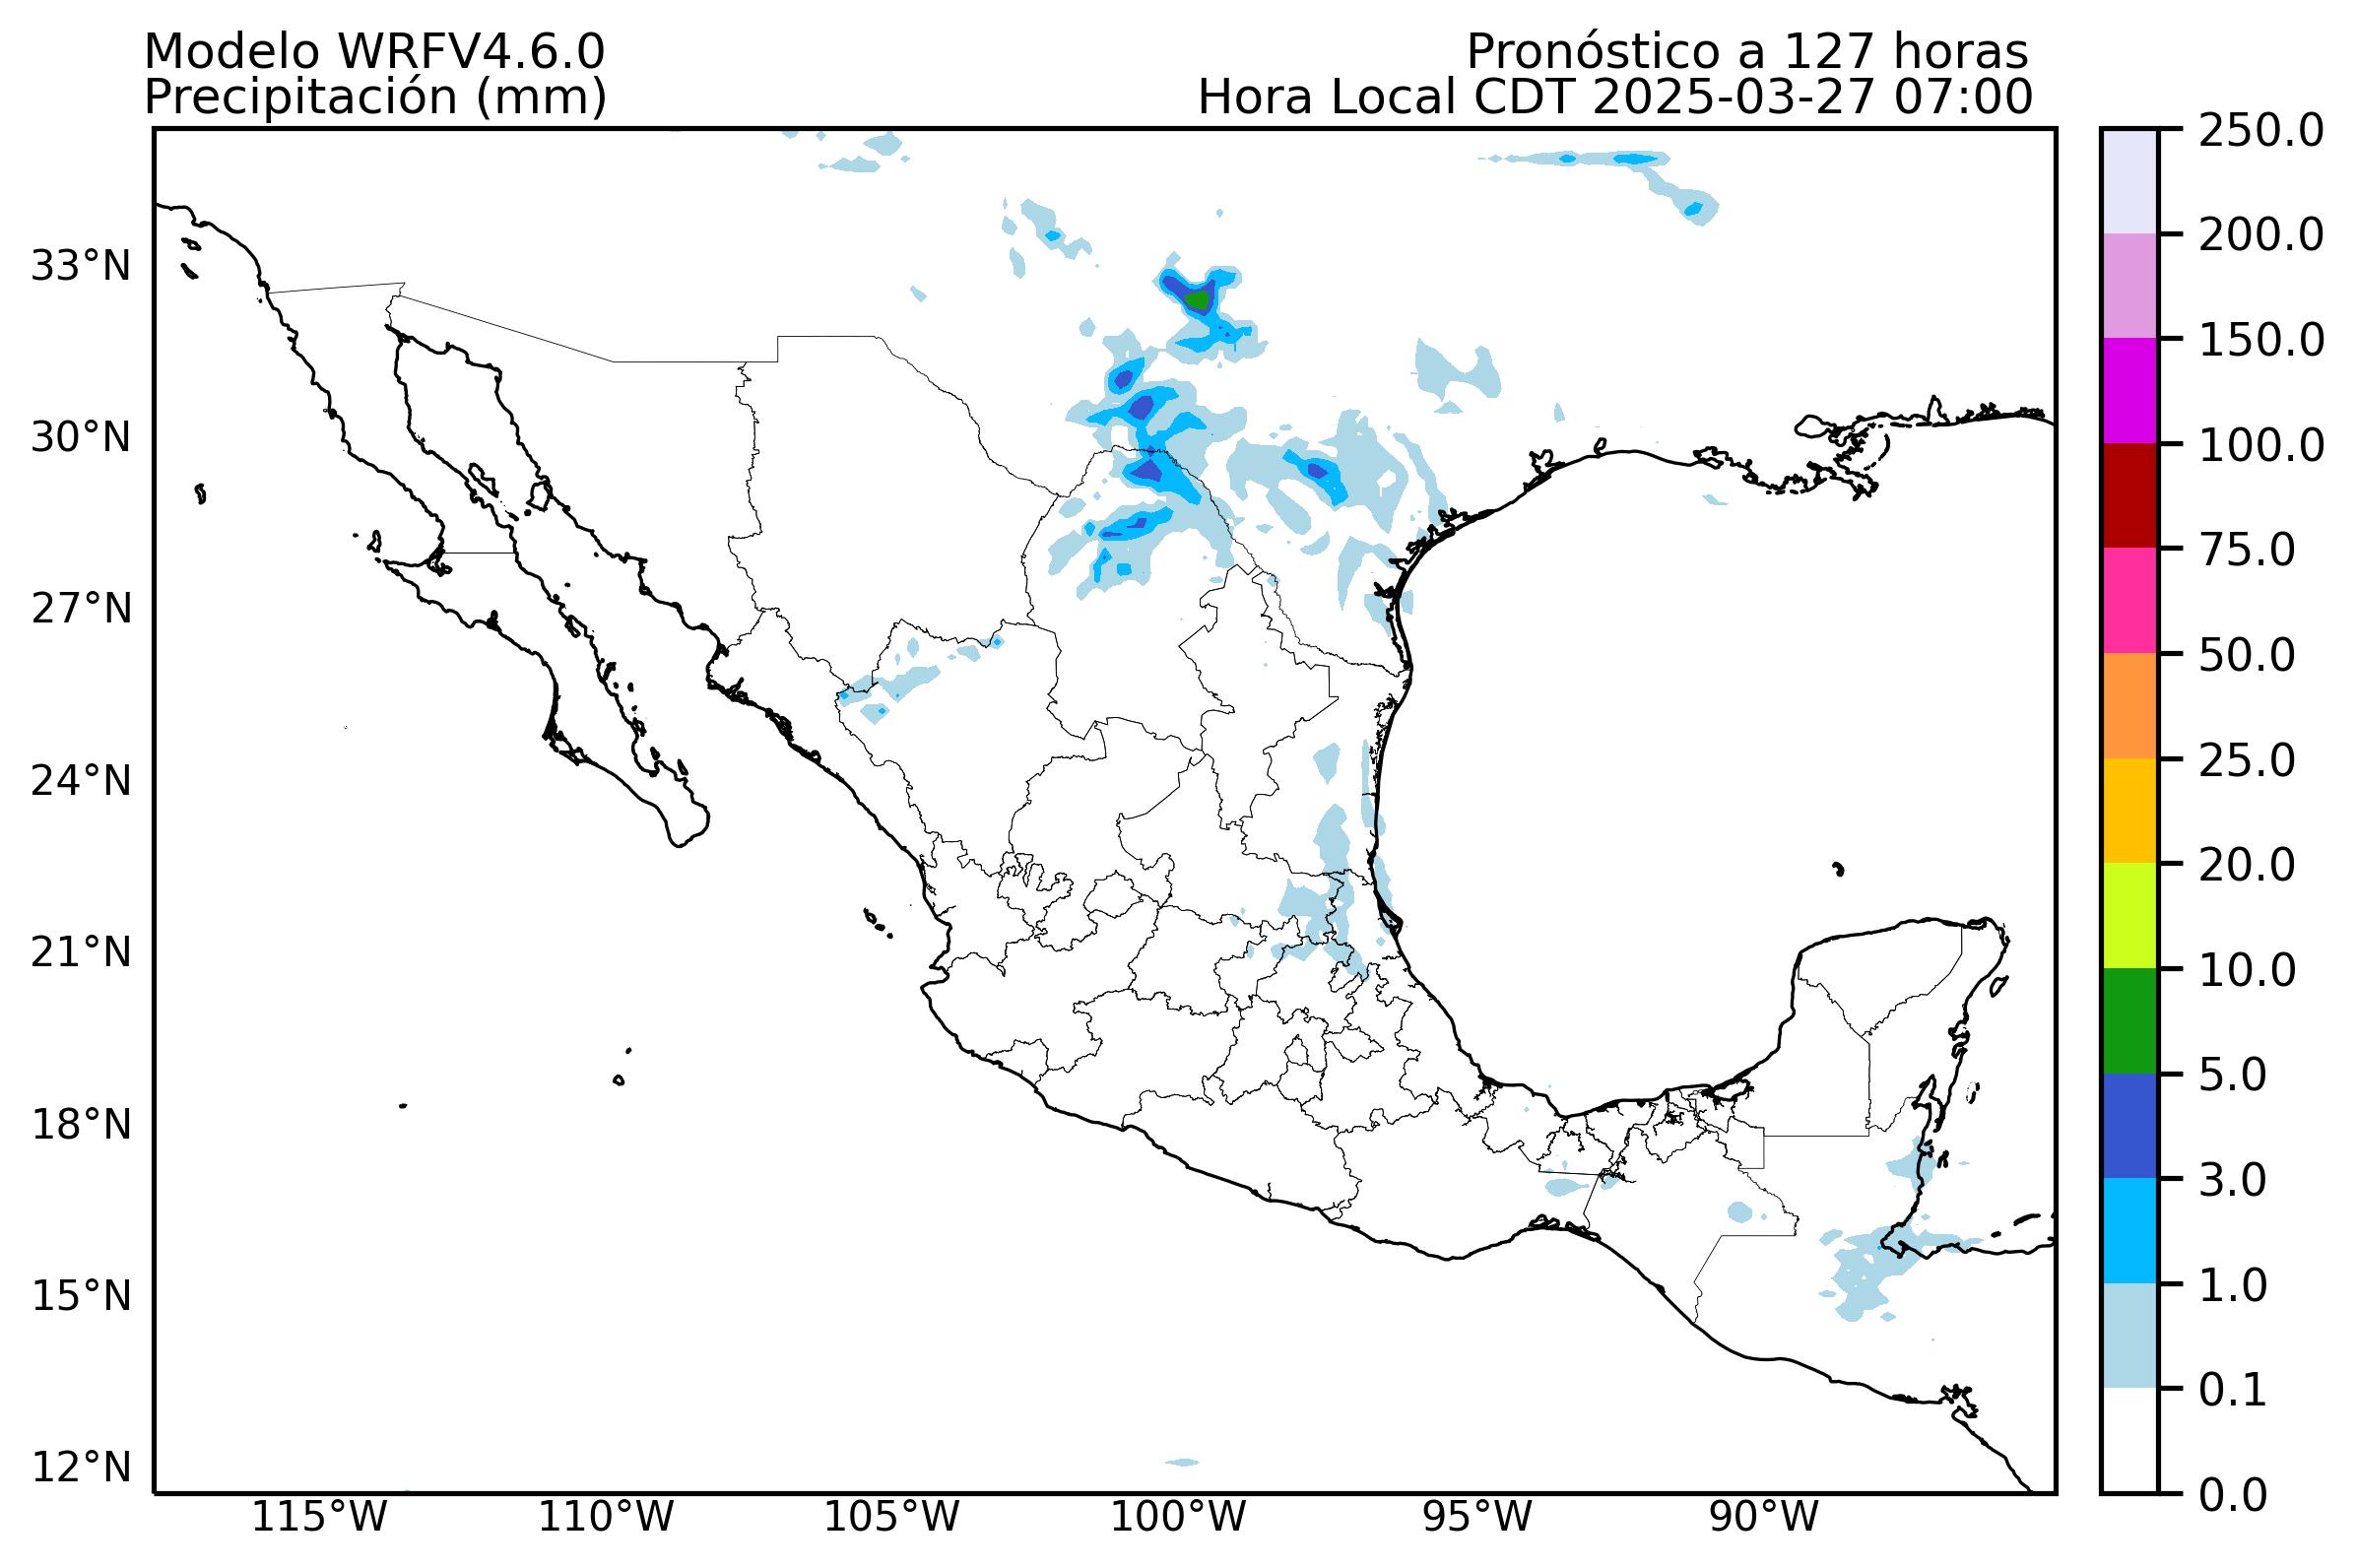 Modelo WRFV4.6.0
Pronóstico a 127 horas
Precipitación (mm)
Hora Local CDT 2025-03-27 07:00
250.0
200.0
150.0
100.0
75.0
50.0
25.0
20.0
10.0
5.0
3.0
1.0
0.1
0.0
33°N
30°N
27°N
24°N
21°N
18°N
15°N
12°N
115°W
110°W
105°W
100°W
95°W
90°W